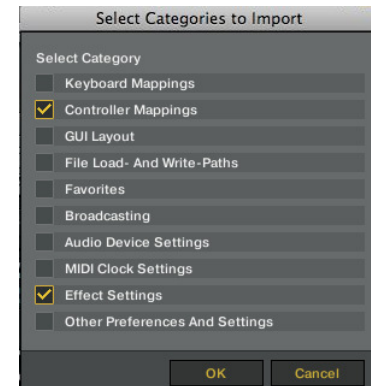 Select Categories to Import
Select Category
Keyboard Mappings
Controller Mappings
GUI Layout
File Load- And Write-Paths
Favorites
Broadcasting
Audio Device Settings
MIDI Clock Settings
Effect Settings
Other Preferences And Settings
OK Cancel